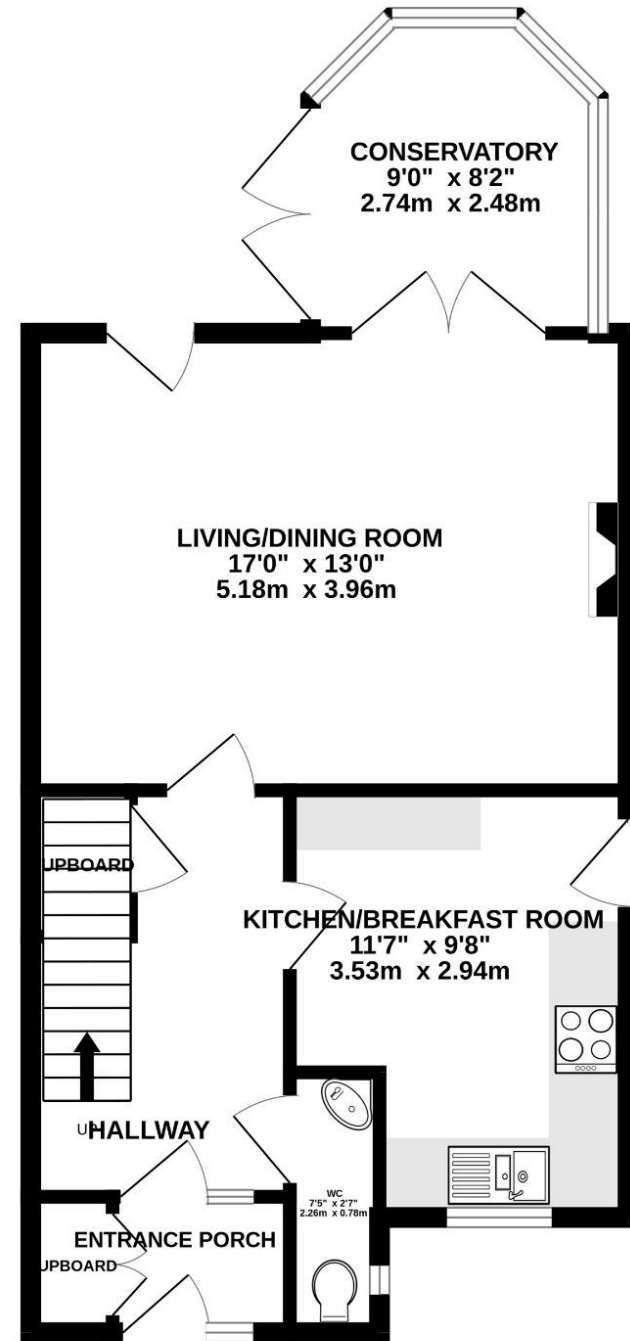 CONSERVATORY
9'0" x 8'2"
2.74m x 2.48m
LIVING/DINING ROOM
17'0" x 13'0"
5.18m x 3.96m
UPBOARD
KITCHEN/BREAKFAST ROOM
11'7" x 9'8"
3.53m x 2.94m
UP
HALLWAY
WC
7'5" x 2'7"
2.26m x 0.78m
ENTRANCE PORCH
UPBOARD